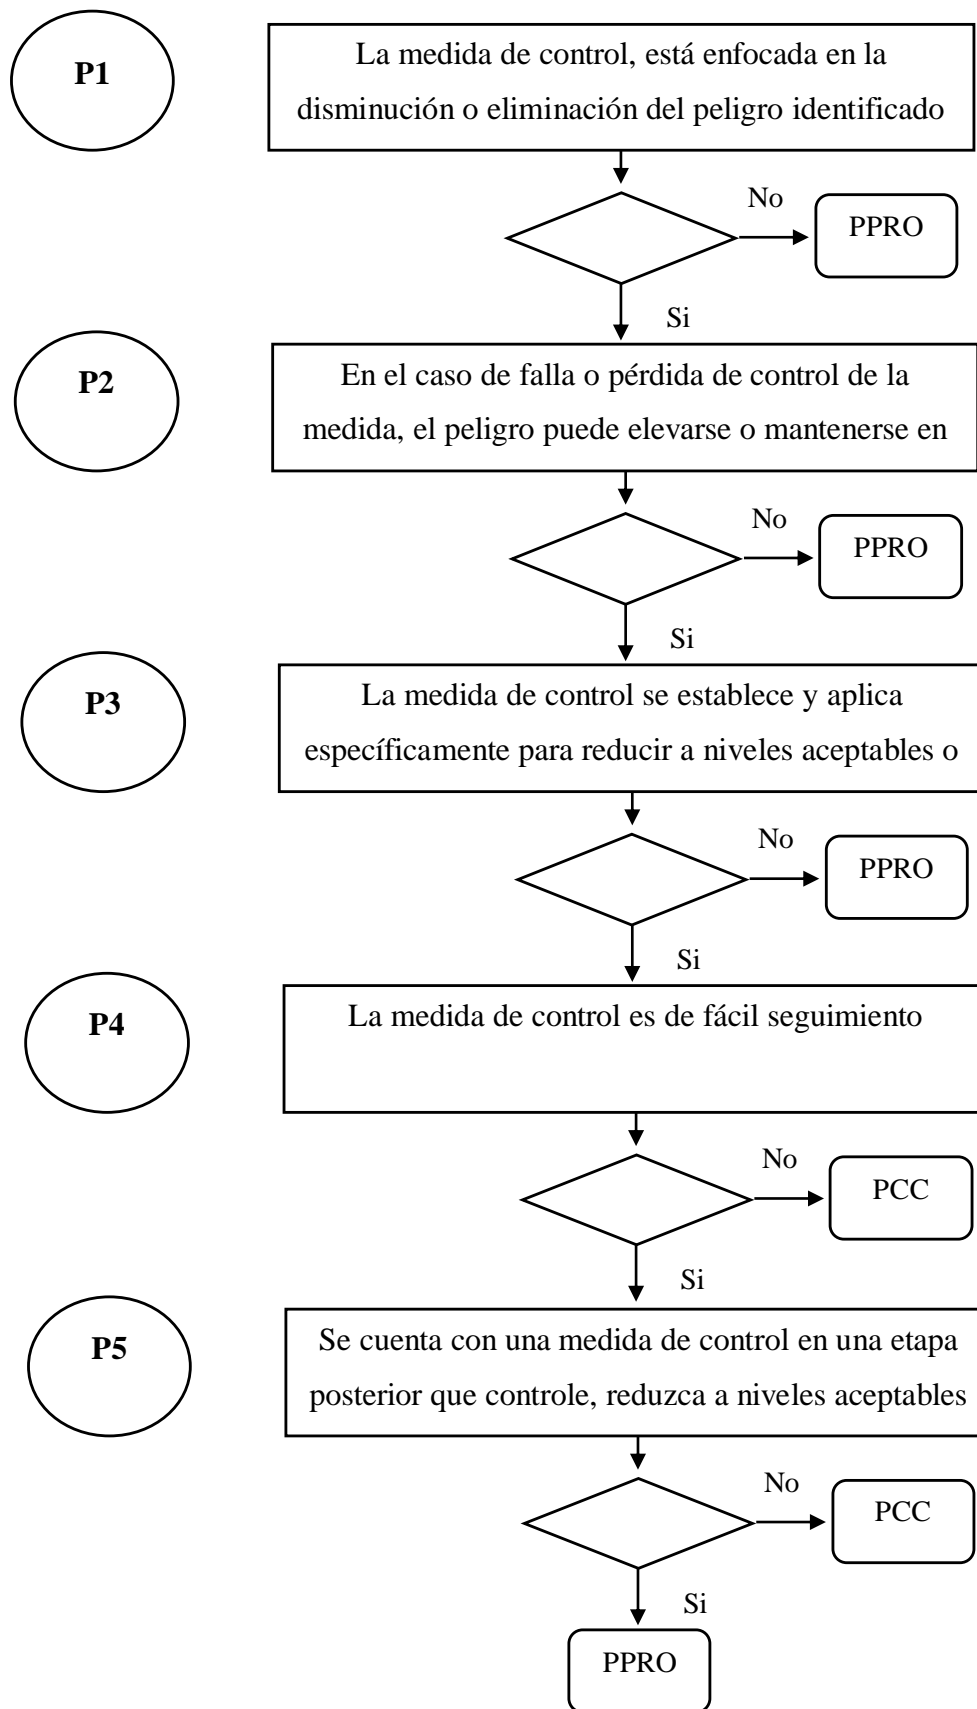 P1
La medida de control, está enfocada en la
disminución o eliminación del peligro identificado
No
PPRO
Si
P2
En el caso de falla o pérdida de control de la
medida, el peligro puede elevarse o mantenerse en
No
PPRO
Si
P3
La medida de control se establece y aplica
específicamente para reducir a niveles aceptables o
No
PPRO
Si
P4
La medida de control es de fácil seguimiento
No
PCC
Si
P5
Se cuenta con una medida de control en una etapa
posterior que controle, reduzca a niveles aceptables
No
PCC
Si
PPRO